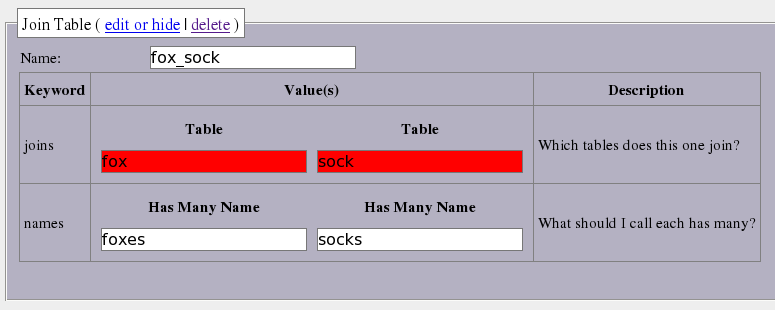 Join Table ( edit or hide | delete )
Name: fox_sock
Keyword Value(s) Description
Table Table
joins fox sock Which tables does this one join?
Has Many Name Has Many Name
names foxes socks What should I call each has many?